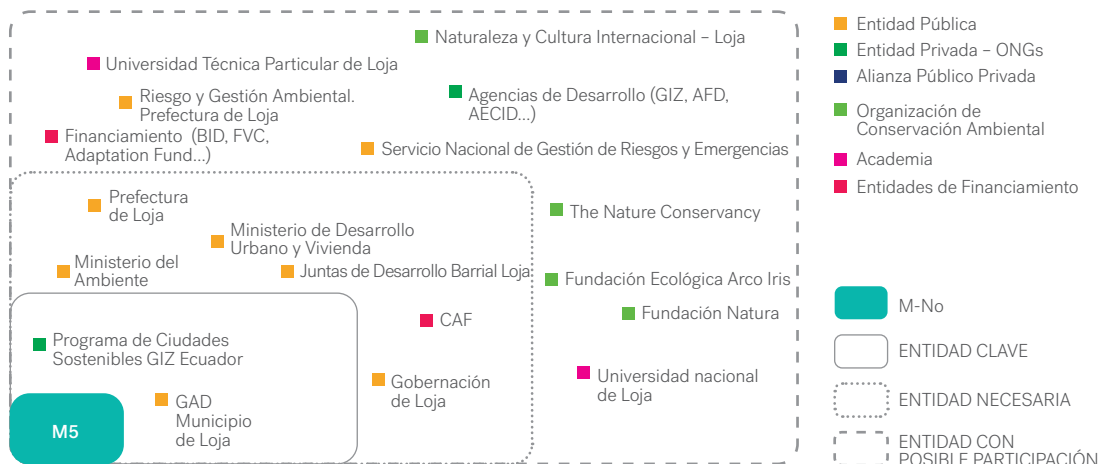 Naturaleza y Cultura Internacional – Loja
Universidad Técnica Particular de Loja
Riesgo y Gestión Ambiental.
Prefectura de Loja
Agencias de Desarrollo (GIZ, AFD,
AECID...)
Financiamiento (BID, FVC,
Adaptation Fund...)
Servicio Nacional de Gestión de Riesgos y Emergencias
Prefectura
de Loja
The Nature Conservancy
Ministerio de Desarrollo
Urbano y Vivienda
Ministerio del
Ambiente
Juntas de Desarrollo Barrial Loja
Fundación Ecológica Arco Iris
CAF
Fundación Natura
Programa de Ciudades
Sostenibles GIZ Ecuador
Gobernación
de Loja
Universidad nacional
de Loja
GAD
Municipio
de Loja
M5
Entidad Pública
Entidad Privada – ONGs
Alianza Público Privada
Organización de
Conservación Ambiental
Academia
Entidades de Financiamiento
M-No
ENTIDAD CLAVE
ENTIDAD NECESARIA
ENTIDAD CON
POSIBLE PARTICIPACIÓN